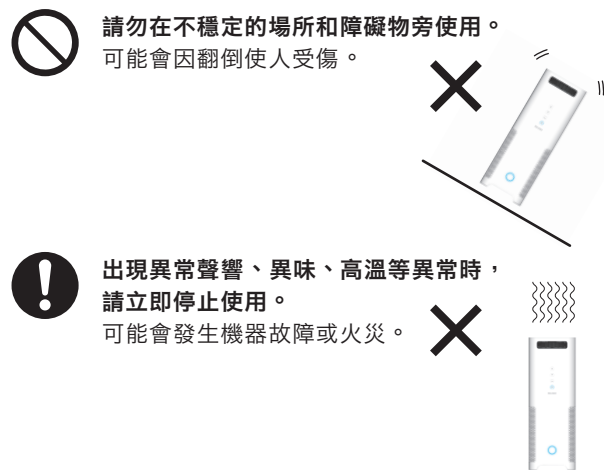 請勿在不穩定的場所和障礙物旁使用。
可能會因翻倒使人受傷。
出現異常聲響、異味、高溫等異常時，
請立即停止使用。
可能會發生機器故障或火災。